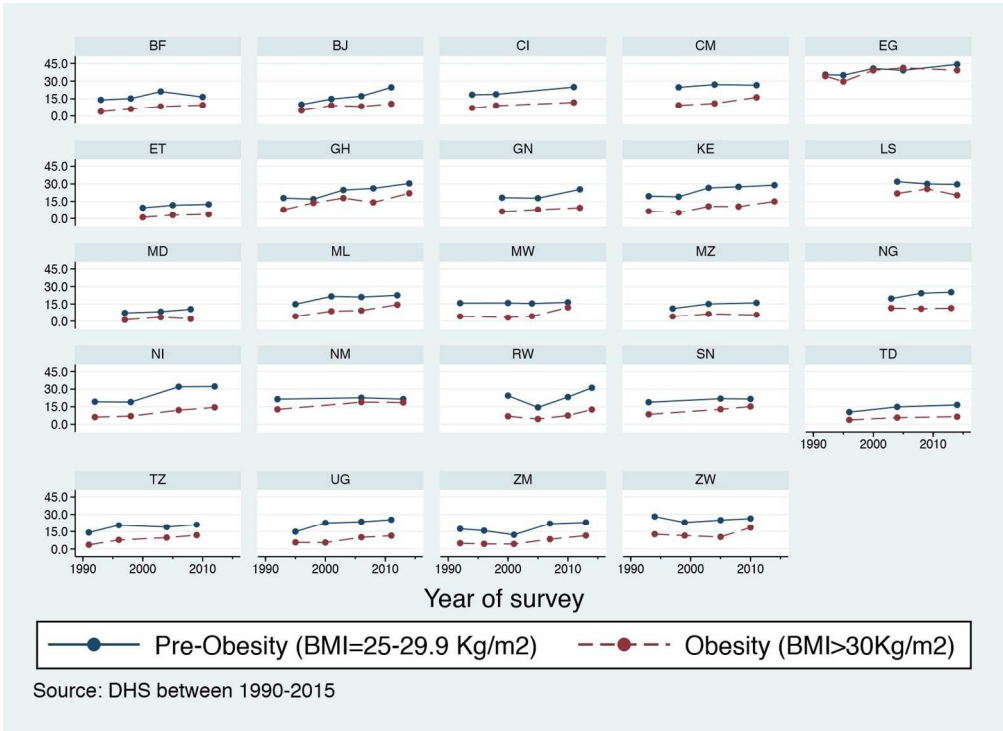 BF BJ CI CM EG
45.0
30.0
15.0
0.0
ET GH GN KE LS
45.0
30.0
15.0
0.0
MD ML MW MZ NG
45.0
30.0
15.0
0.0
NI NM RW SN TD
45.0
30.0
15.0
0.0
1990 2000 2010
TZ UG ZM ZW
45.0
30.0
15.0
0.0
1990 2000 2010 1990 2000 2010 1990 2000 2010 1990 2000 2010
Year of survey
Pre-Obesity (BMI=25-29.9 Kg/m2) Obesity (BMI>30Kg/m2)
Source: DHS between 1990-2015